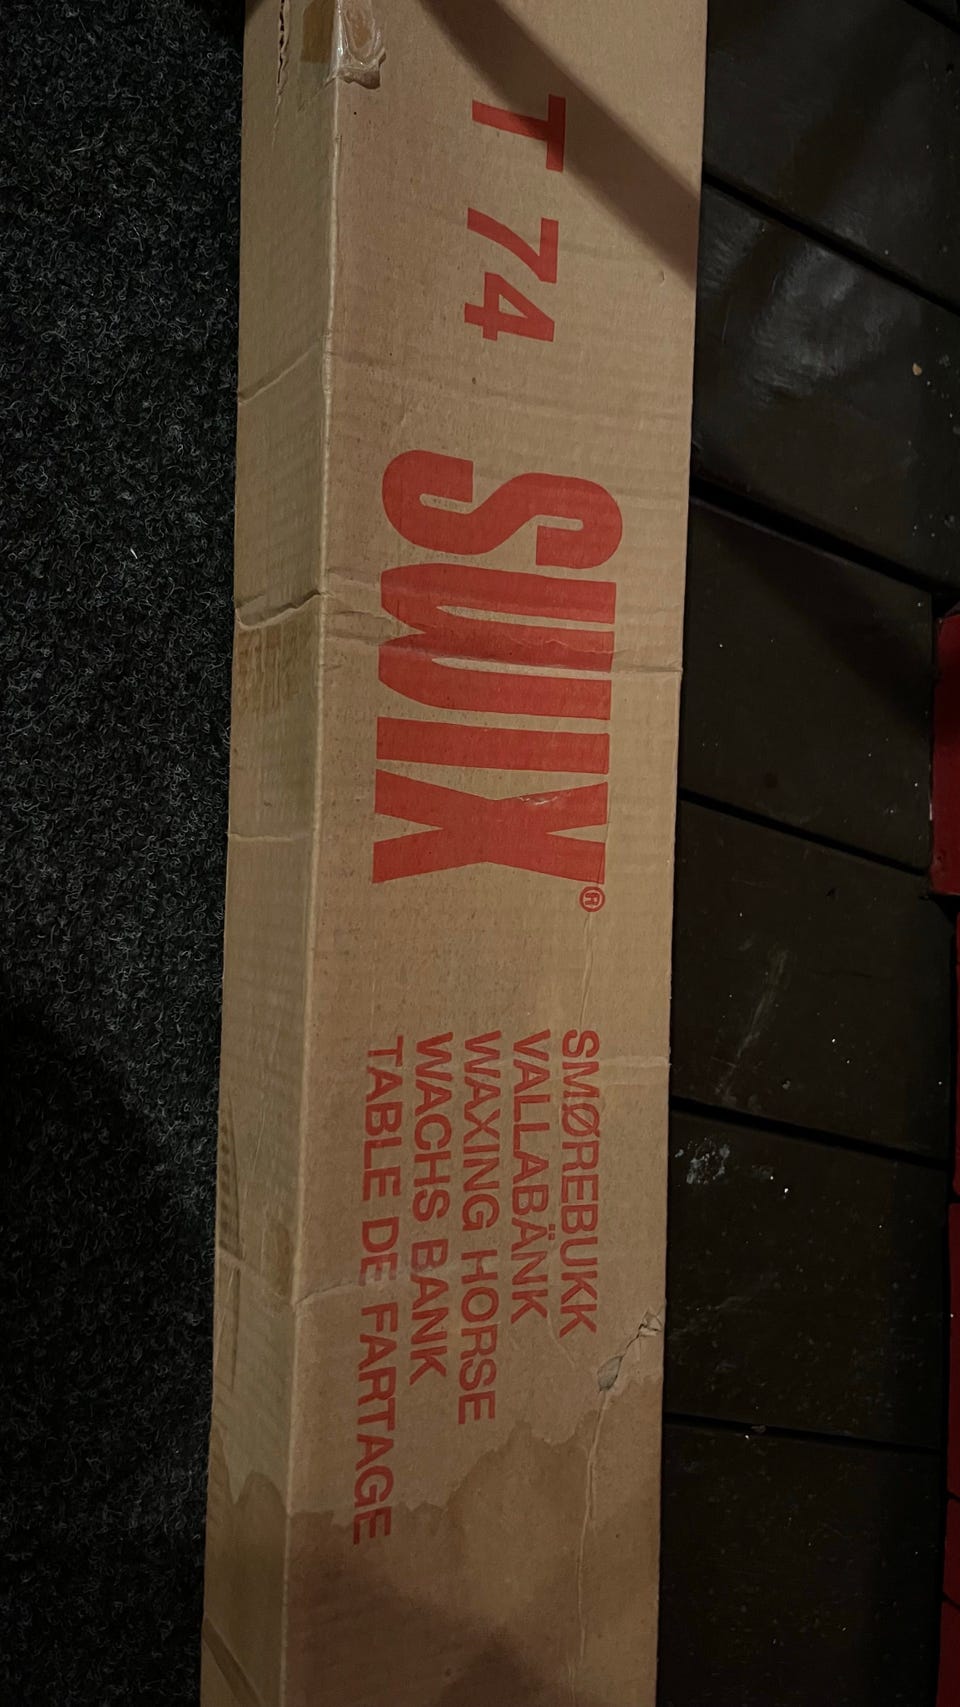 T 74
SWIX®
SMØREBUKK
VALLABÄNK
WAXING HORSE
WACHS BANK
TABLE DE FARTAGE